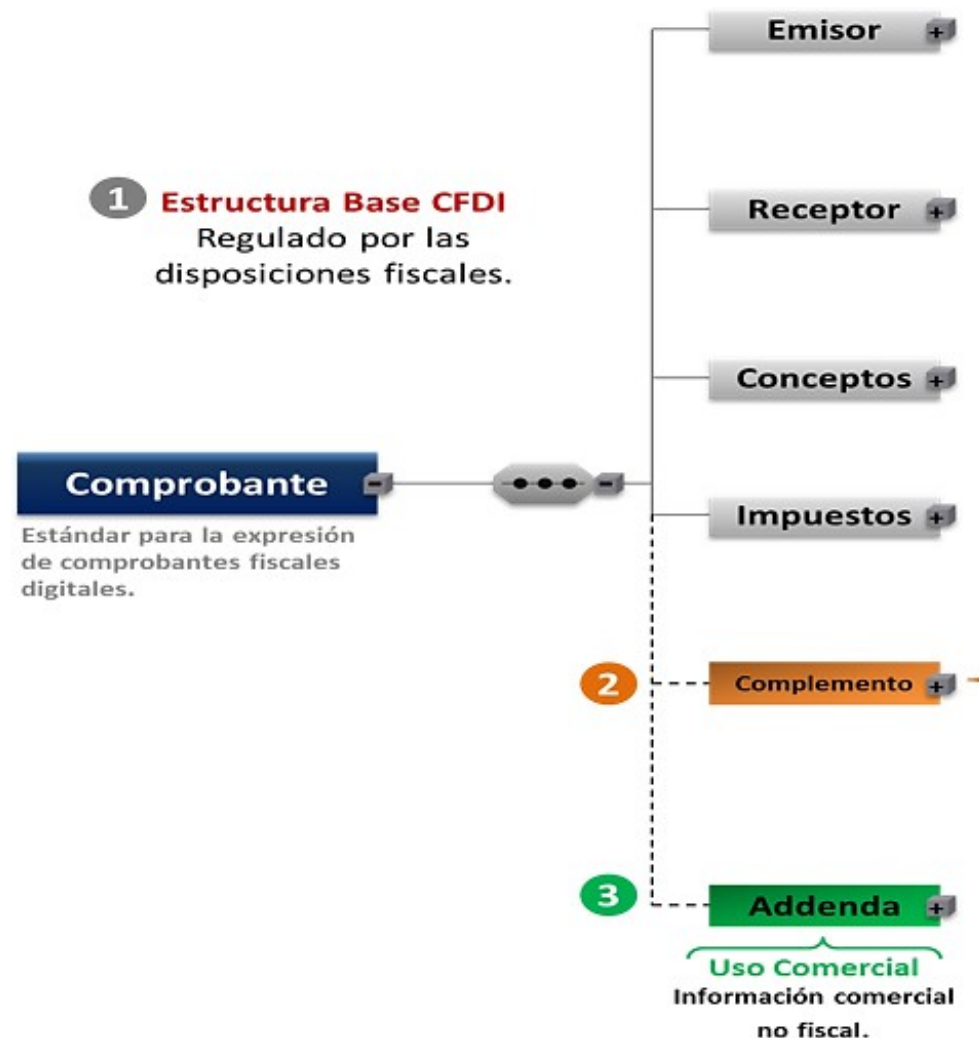 Emisor
1 Estructura Base CFDI
Regulado por las
disposiciones fiscales.
Receptor
Conceptos
Comprobante
Estándar para la expresión
de comprobantes fiscales
digitales.
Impuestos
2 Complemento
3 Addenda
Uso Comercial
Información comercial
no fiscal.